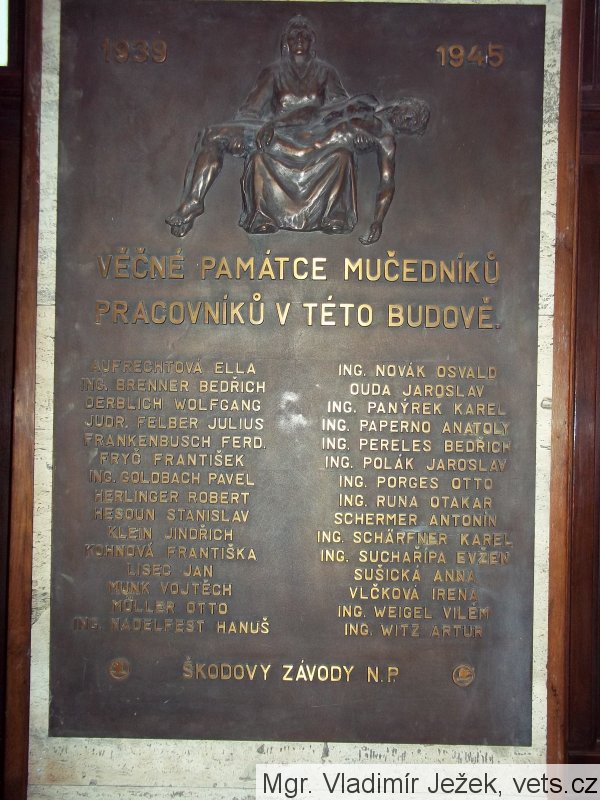 1939 1945
VĚČNÉ PAMÁTCE MUČEDNÍKŮ
PRACOVNÍKŮ V TÉTO BUDOVĚ.
AUFRECHTOVÁ ELLA
ING. BRENNER BEDŘICH
DERBLICH WOLFGANG
JUDR. FELBER JULIUS
FRANKENBUSCH FERD.
FRYČ FRANTIŠEK
ING. GOLDBACH PAVEL
HERLINGER ROBERT
HESOUN STANISLAV
KLEIN JINDŘICH
KOHNOVÁ FRANTIŠKA
LISEC JAN
MUNK VOJTĚCH
MÜLLER OTTO
ING. NADELFEST HANUŠ
ING. NOVÁK OSVALD
OUDA JAROSLAV
ING. PANÝREK KAREL
ING. PAPERNO ANATOLY
ING. PERELES BEDŘICH
ING. POLÁK JAROSLAV
ING. PORGES OTTO
ING. RUNA OTAKAR
SCHERMER ANTONÍN
ING. SCHÄRFNER KAREL
ING. SUCHAŘÍPA EVŽEN
SUŠICKÁ ANNA
VLČKOVÁ IRENA
ING. WEIGEL VILÉM
ING. WITZ ARTUR
ŠKODOVY ZÁVODY N.P.
Mgr. Vladimír Ježek, vets.cz